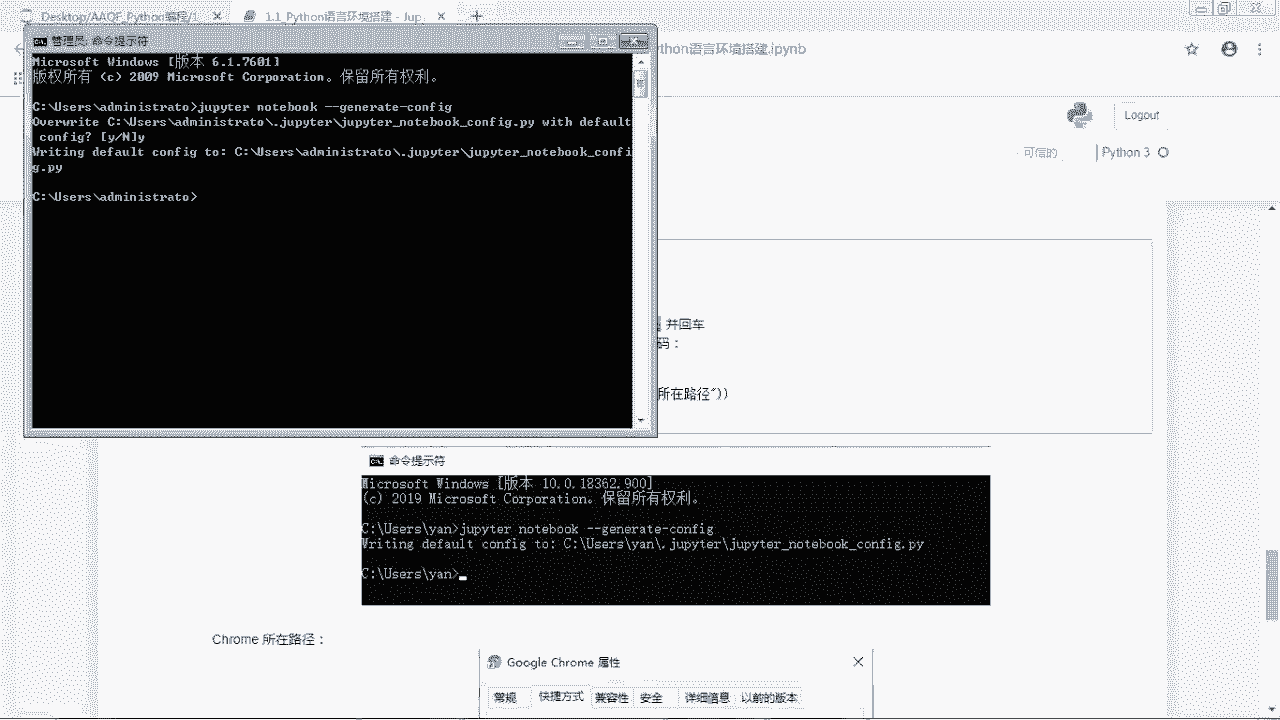 Desktop/AAQF_Python编程/1.
1.1_Python语言环境搭建 - Jup
thon语言环境搭建.ipynb
管理员: 命令提示符
Microsoft Windows [版本 6.1.7601]
版权所有 (c) 2009 Microsoft Corporation。保留所有权利。
C:\Users\administrato>jupyter notebook --generate-config
Overwrite C:\Users\administrato\.jupyter\jupyter_notebook_config.py with default
config? [y/N]y
Writing default config to: C:\Users\administrato\.jupyter\jupyter_notebook_confi
g.py
C:\Users\administrato>
Logout
可信的
Python 3
并回车
码：
所在路径"))
命令提示符
Microsoft Windows [版本 10.0.18362.900]
(c) 2019 Microsoft Corporation。保留所有权利。
C:\Users\yan>jupyter notebook --generate-config
Writing default config to: C:\Users\yan\.jupyter\jupyter_notebook_config.py
C:\Users\yan>
Chrome 所在路径：
Google Chrome 属性
常规 快捷方式 兼容性 安全 详细信息 以前的版本